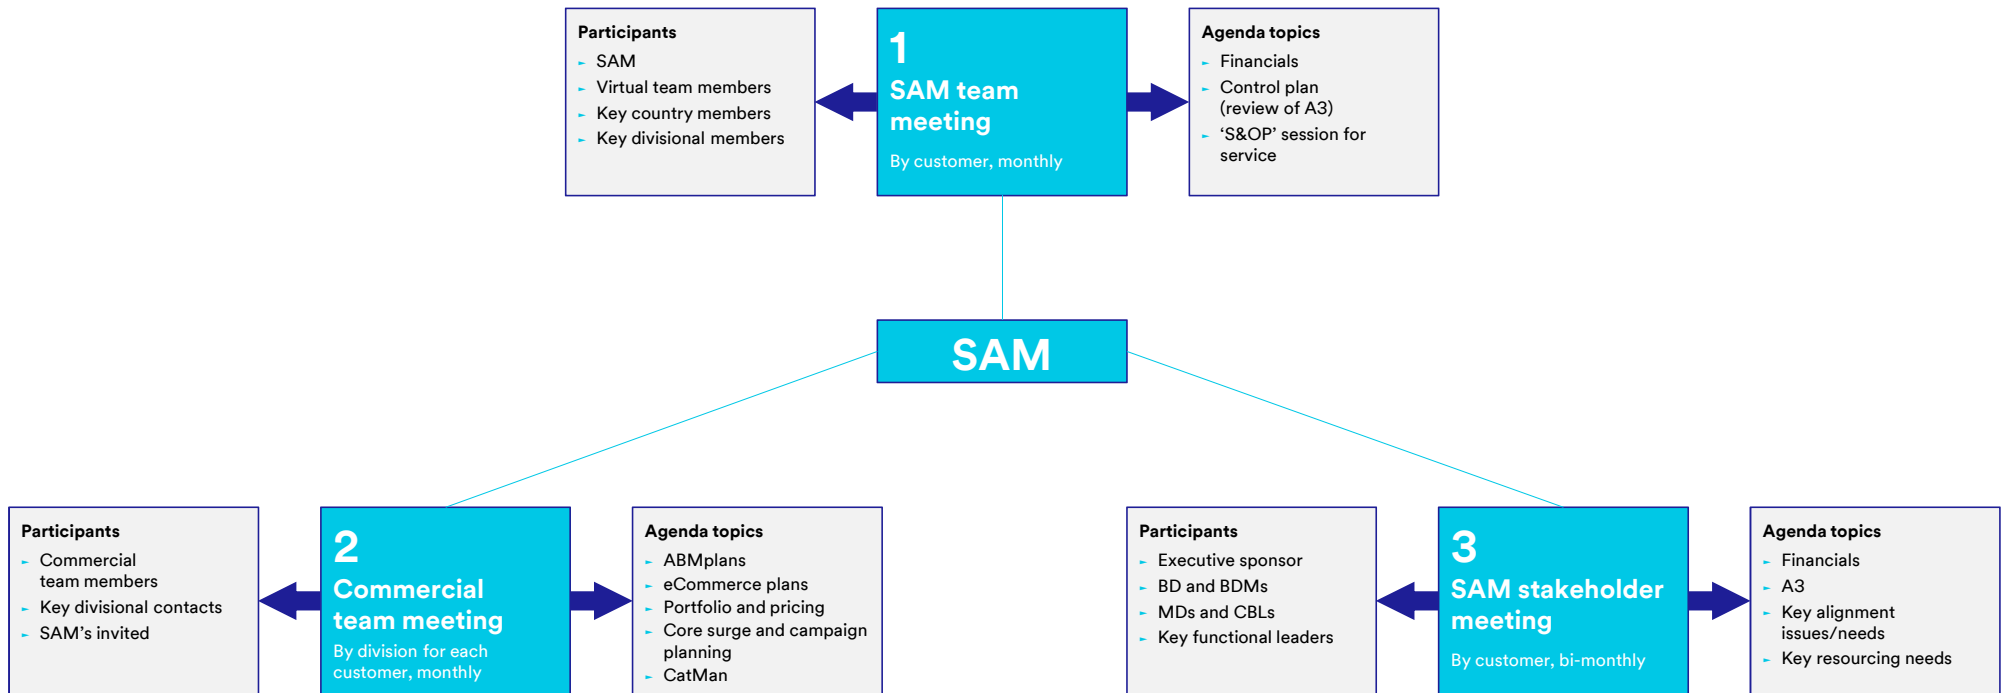 Participants
SAM
Virtual team members
Key country members
Key divisional members
1
SAM team
meeting
By customer, monthly
Agenda topics
Financials
Control plan
(review of A3)
‘S&OP’ session for
service
SAM
Participants
Commercial
team members
Key divisional contacts
SAM’s invited
2
Commercial
team meeting
By division for each
customer, monthly
Agenda topics
ABMplans
eCommerce plans
Portfolio and pricing
Core surge and campaign
planning
CatMan
Participants
Executive sponsor
BD and BDMs
MDs and CBLs
Key functional leaders
3
SAM stakeholder
meeting
By customer, bi-monthly
Agenda topics
Financials
A3
Key alignment
issues/needs
Key resourcing needs